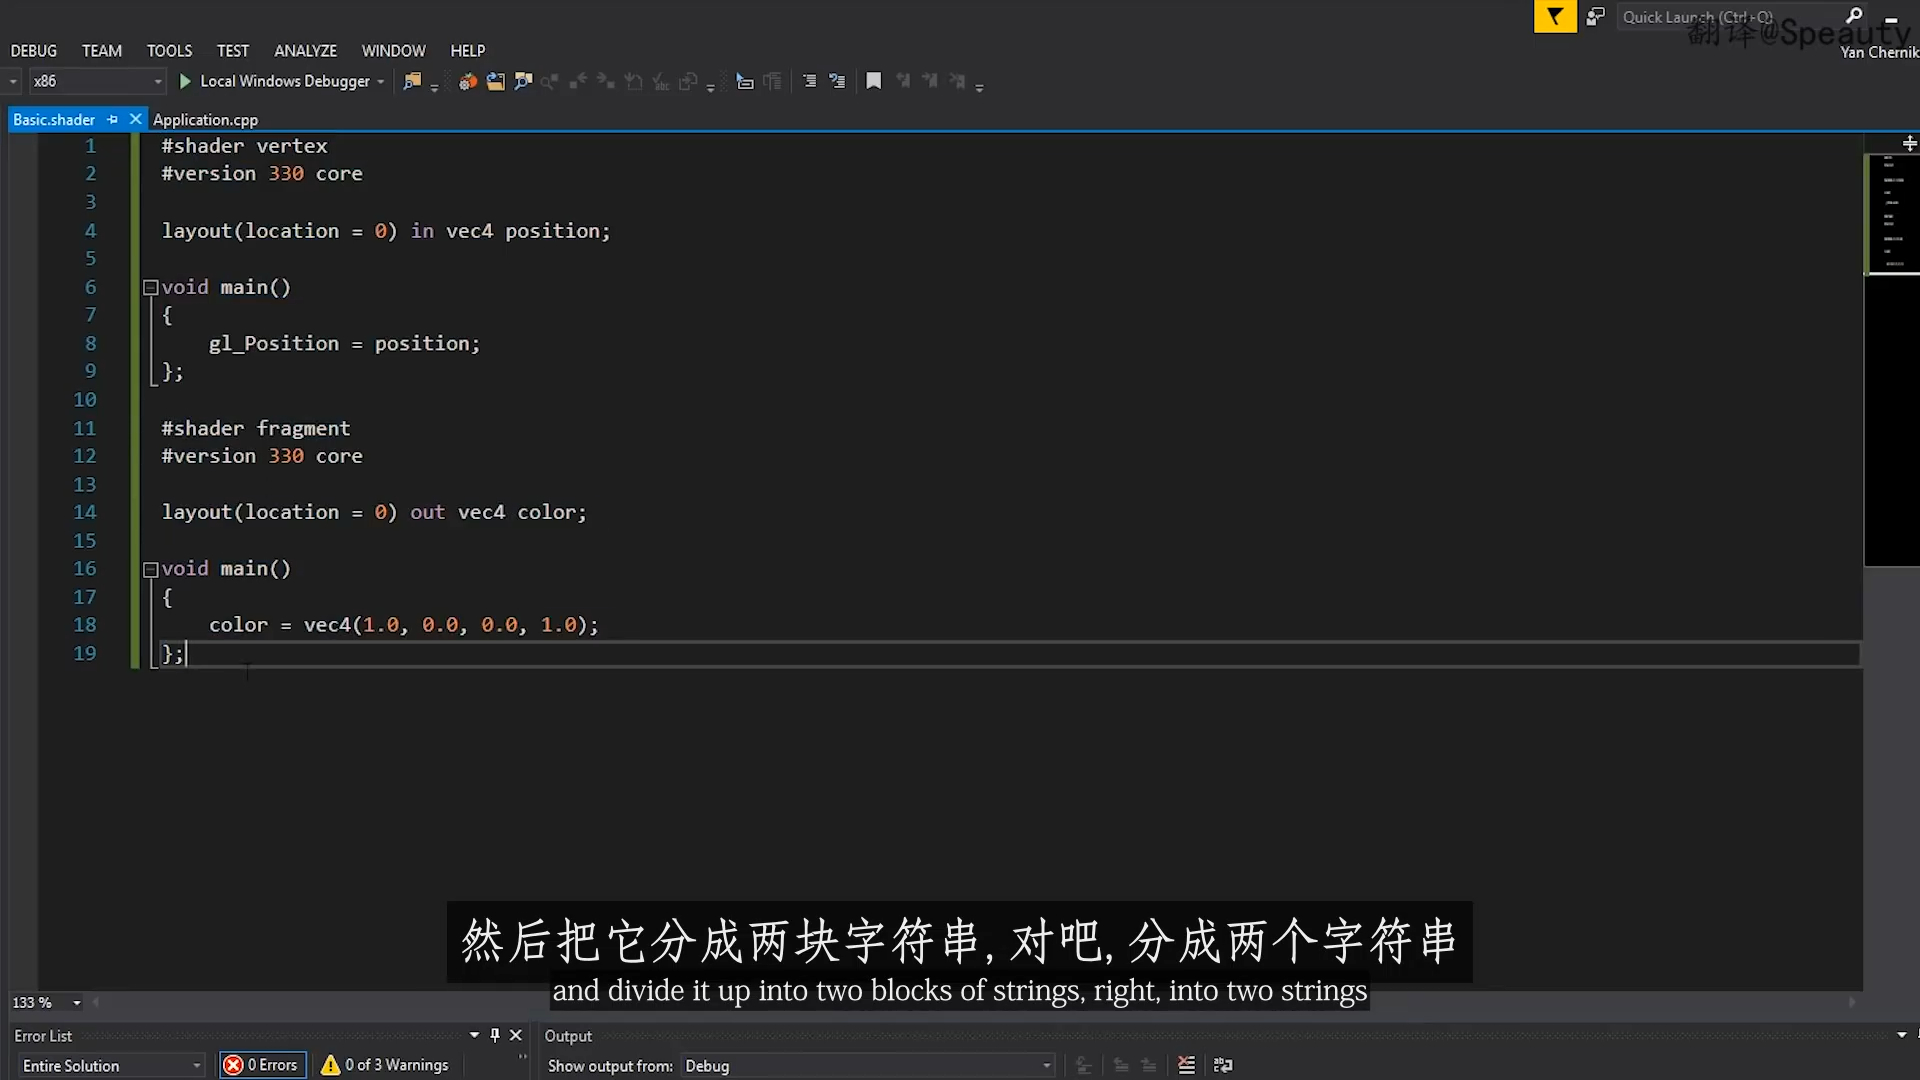 Quick Launch (Ctrl+Q)
翻译@Speauty
DEBUG TEAM TOOLS TEST ANALYZE WINDOW HELP
Yan Chernik
x86 Local Windows Debugger
Basic.shader Application.cpp
1 #shader vertex
2 #version 330 core
3
4 layout(location = 0) in vec4 position;
5
6 void main()
7 {
8 gl_Position = position;
9 };
10
11 #shader fragment
12 #version 330 core
13
14 layout(location = 0) out vec4 color;
15
16 void main()
17 {
18 color = vec4(1.0, 0.0, 0.0, 1.0);
19 };
然后把它分成两块字符串, 对吧, 分成两个字符串
and divide it up into two blocks of strings, right, into two strings
133 %
Error List Output
Entire Solution 0 Errors 0 of 3 Warnings Show output from: Debug